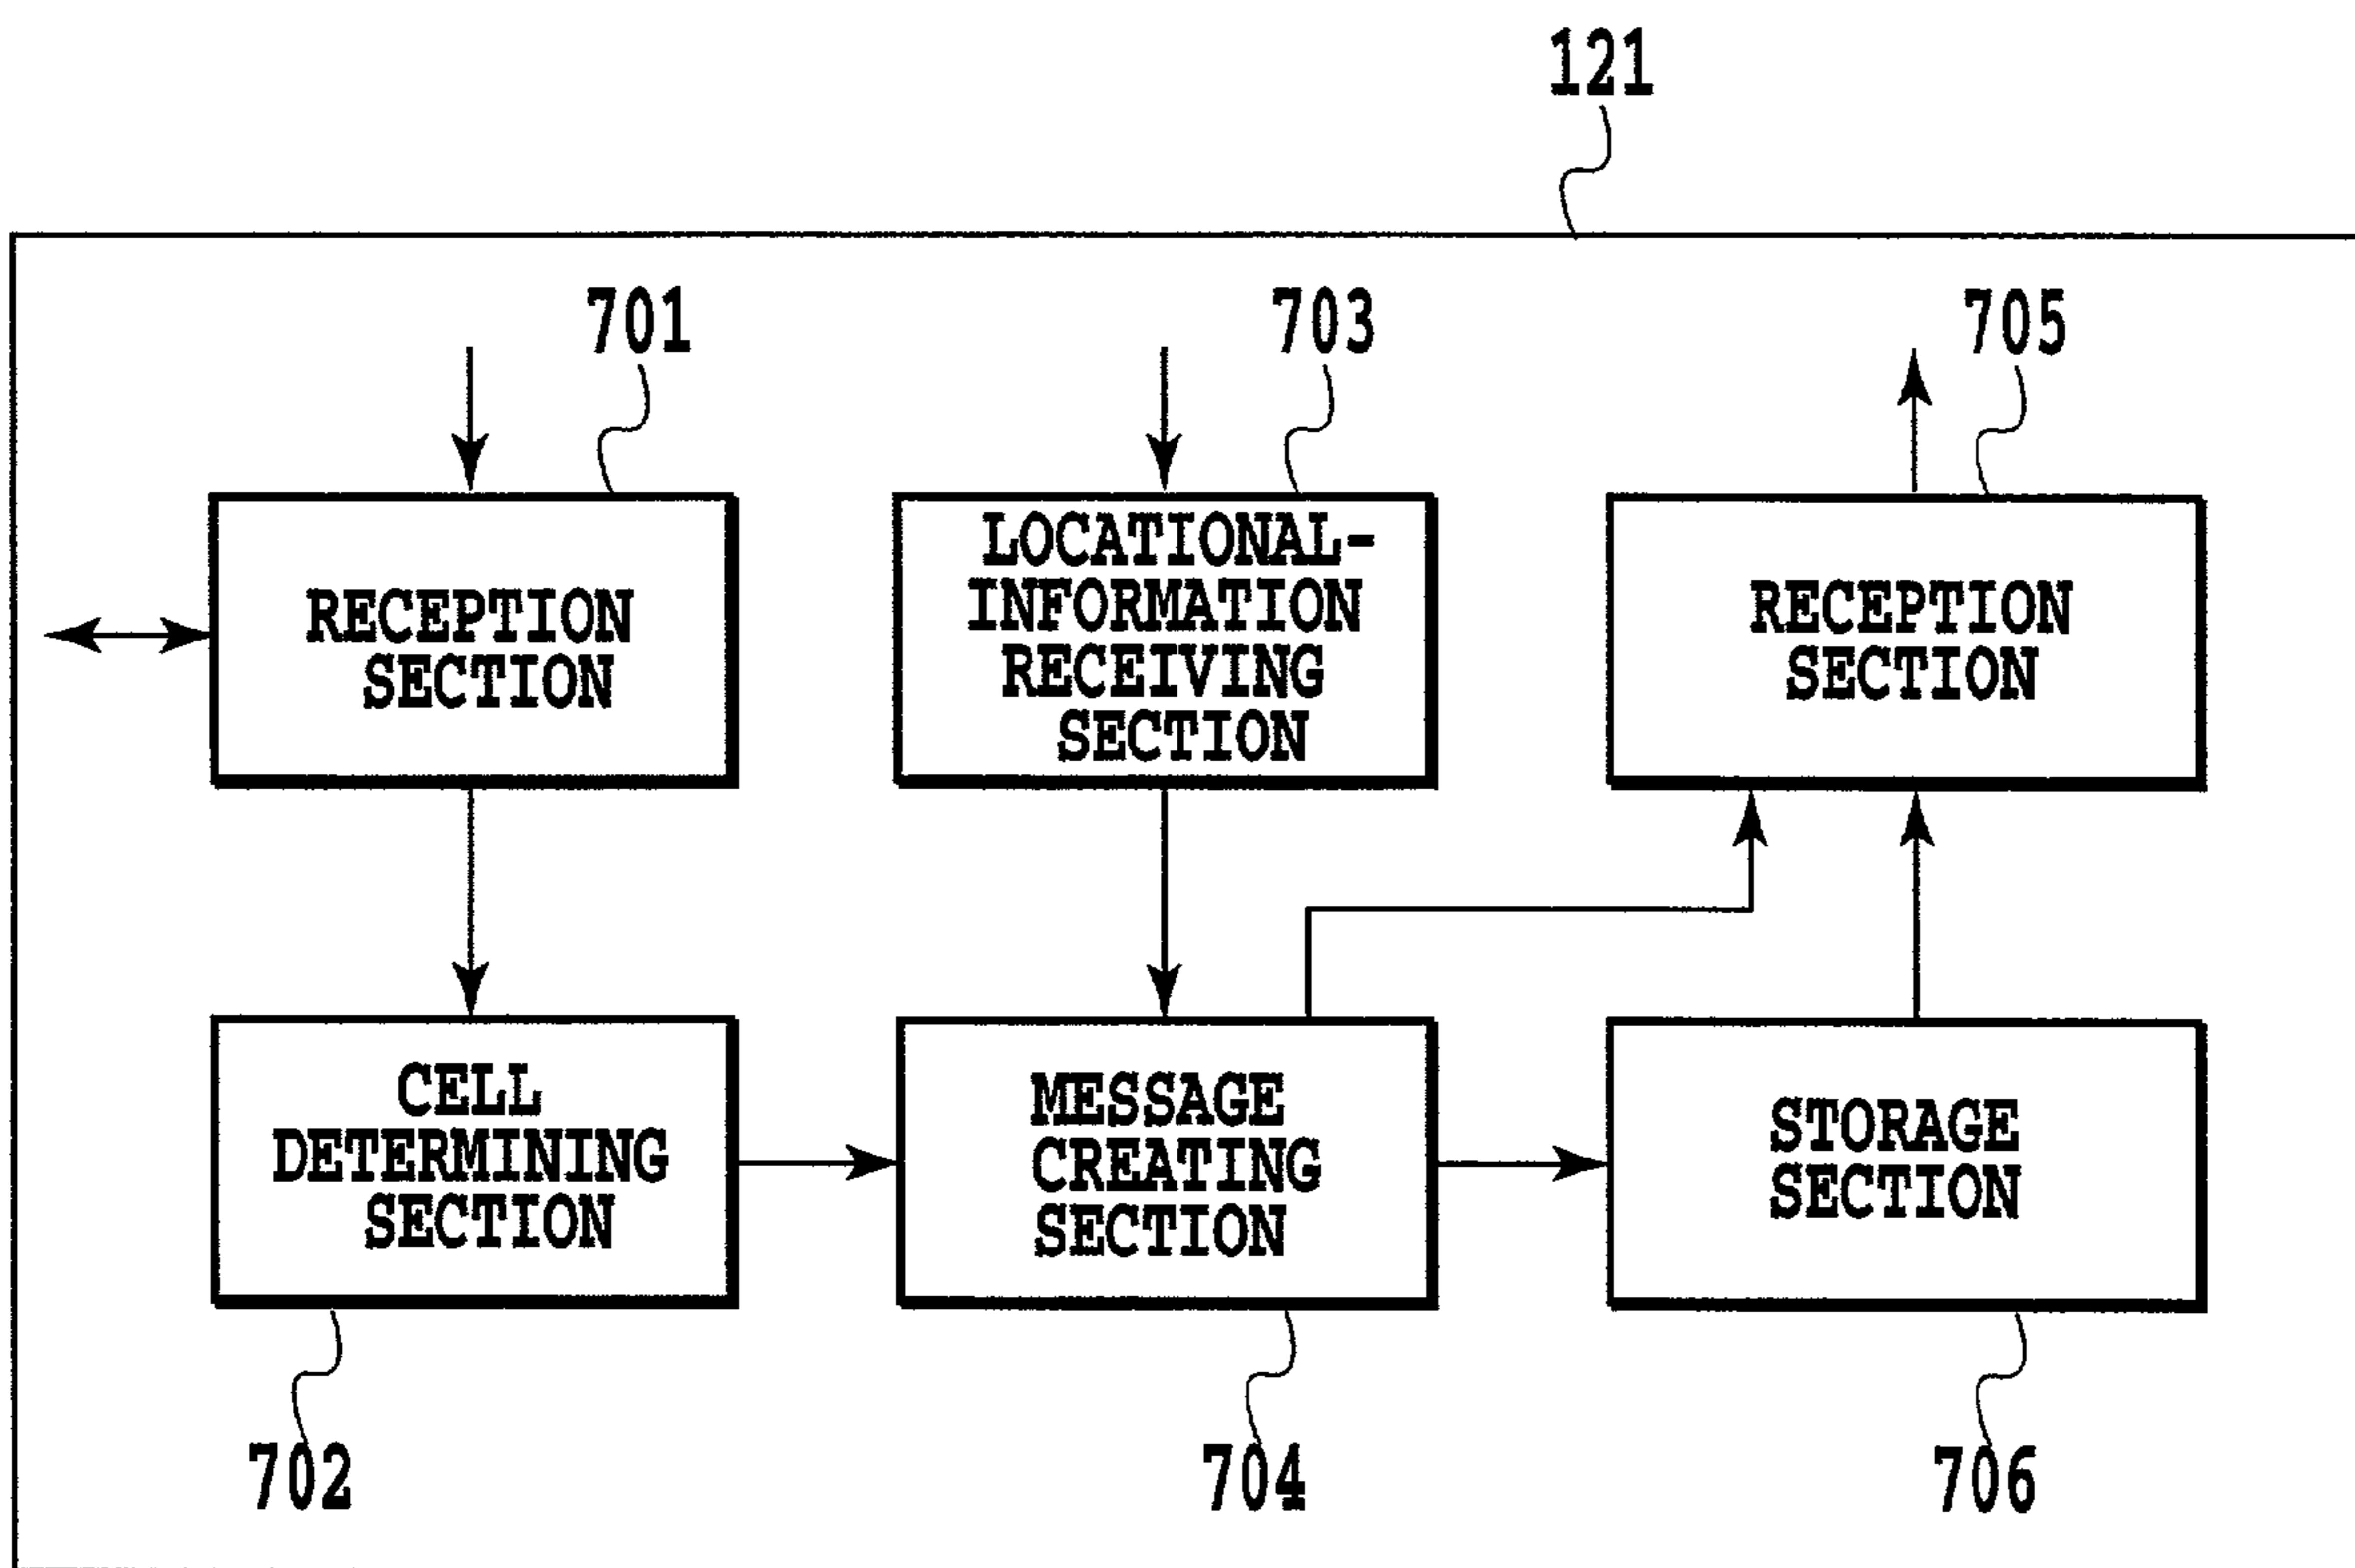 121
701
703
705
RECEPTION
SECTION
LOCATIONAL-
INFORMATION
RECEIVING
SECTION
RECEPTION
SECTION
CELL
DETERMINING
SECTION
MESSAGE
CREATING
SECTION
STORAGE
SECTION
702
704
706